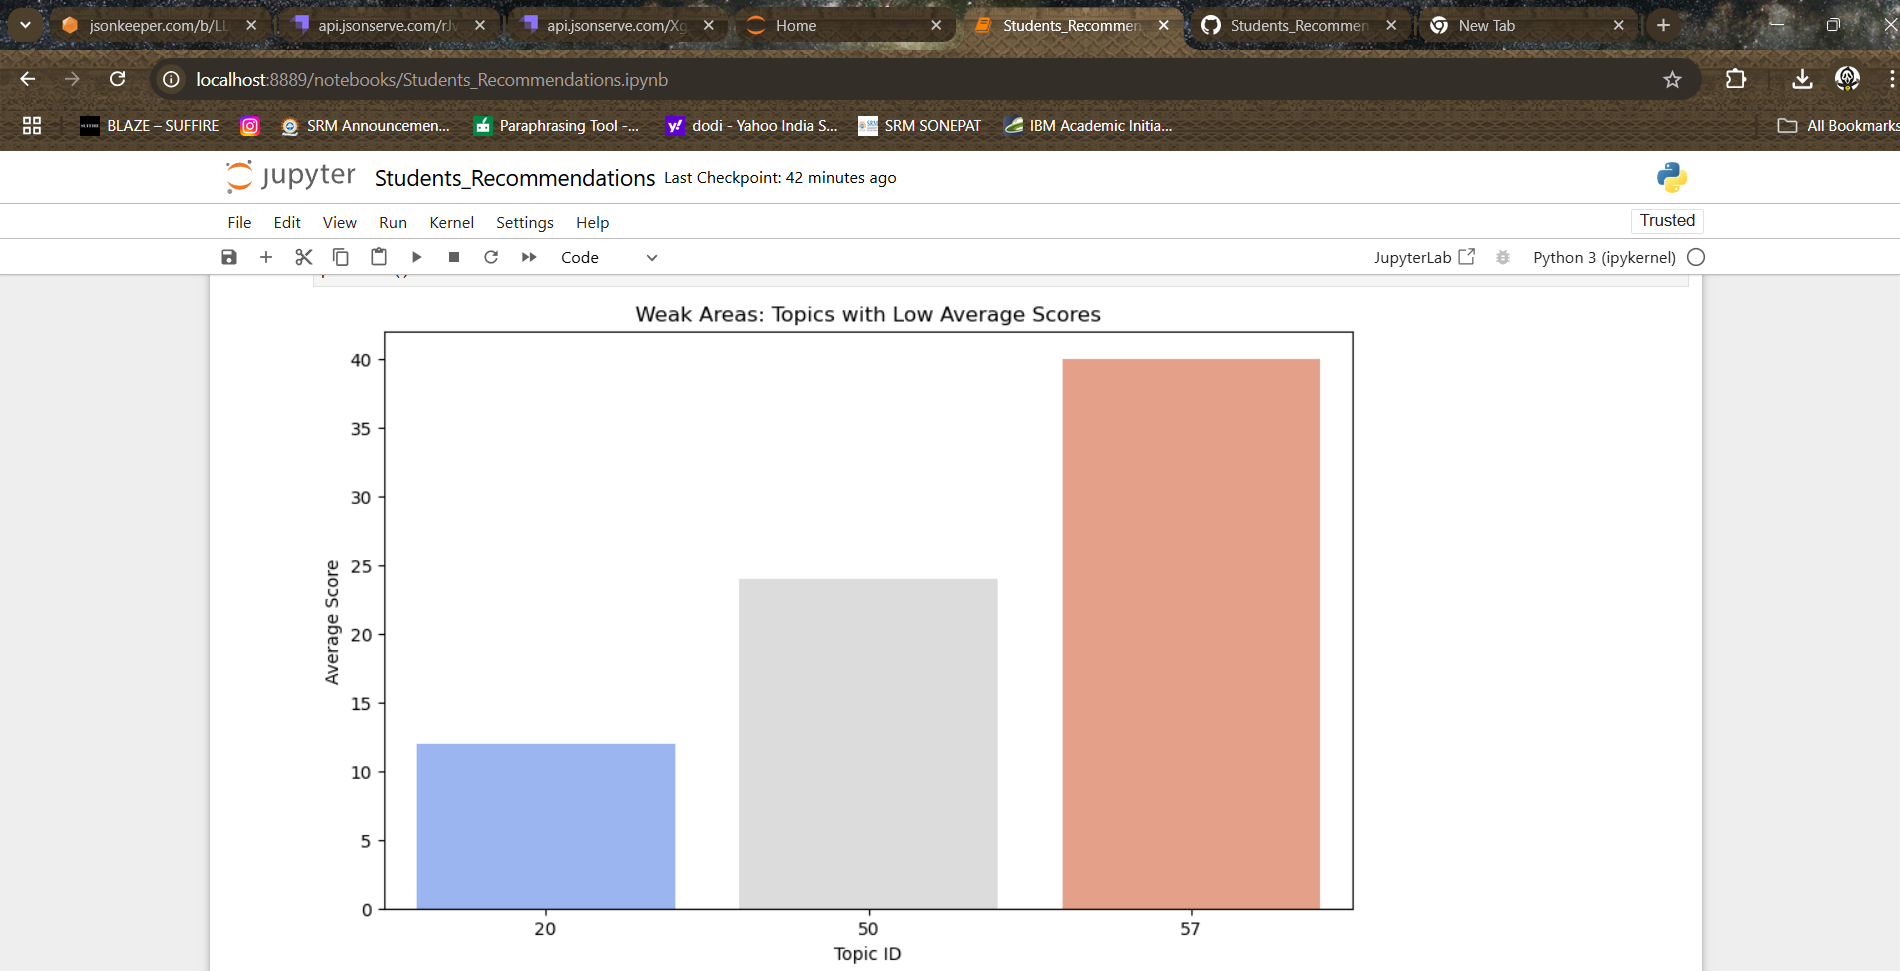 jsonkeeper.com/b/LL
api.jsonserve.com/rJv
api.jsonserve.com/Xg
Home
Students_Recommen
Students_Recommen
New Tab
localhost:8889/notebooks/Students_Recommendations.ipynb
BLAZE – SUFFIRE
SRM Announcemen...
Paraphrasing Tool -...
dodi - Yahoo India S...
SRM SONEPAT
IBM Academic Initia...
All Bookmarks
jupyter Students_Recommendations Last Checkpoint: 42 minutes ago
File Edit View Run Kernel Settings Help
Trusted
Code
JupyterLab
Python 3 (ipykernel)
Weak Areas: Topics with Low Average Scores
40
35
30
25
20
15
10
5
0
Average Score
20 50 57
Topic ID